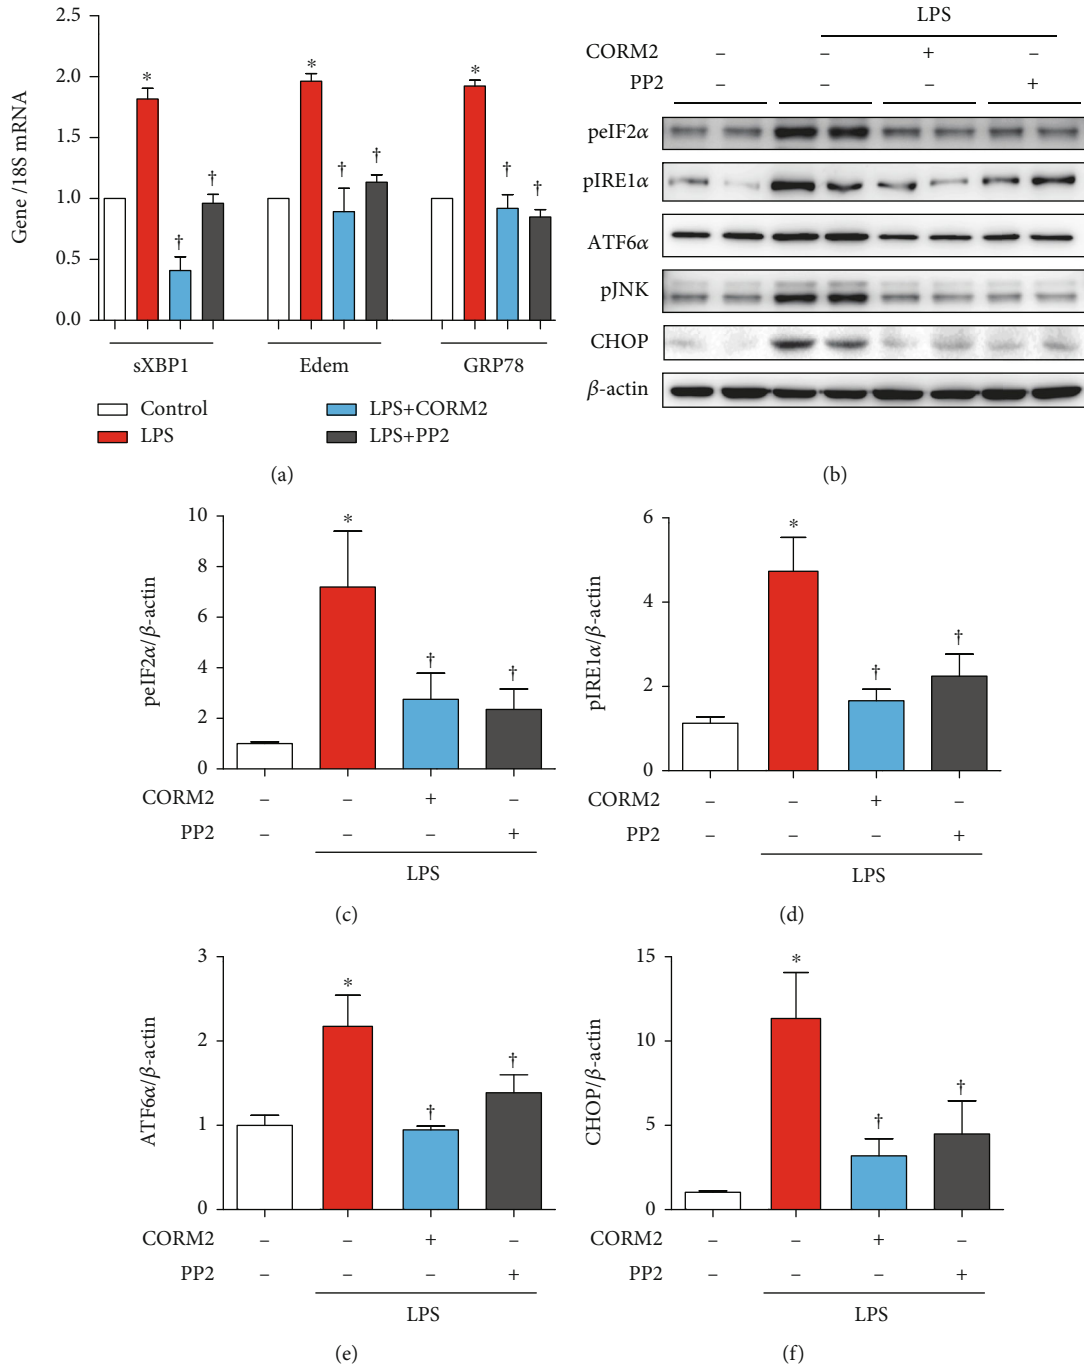 2.5
2.0
1.5
1.0
0.5
0.0
Gene /18S mRNA
* † †
* † †
* † †
sXBP1 Edem GRP78
Control LPS+CORM2
LPS LPS+PP2
(a)
LPS
CORM2 – – + –
PP2 – – – +
peIF2α
pIRE1α
ATF6α
pJNK
CHOP
β-actin
(b)
10
8
6
4
2
0
peIF2α/β-actin
* † †
CORM2 – – + –
PP2 – – – +
LPS
(c)
6
4
2
0
pIRE1α/β-actin
* † †
CORM2 – – + –
PP2 – – – +
LPS
(d)
3
2
1
0
ATF6α/β-actin
* † †
CORM2 – – + –
PP2 – – – +
LPS
(e)
15
10
5
0
CHOP/β-actin
* † †
CORM2 – – + –
PP2 – – – +
LPS
(f)